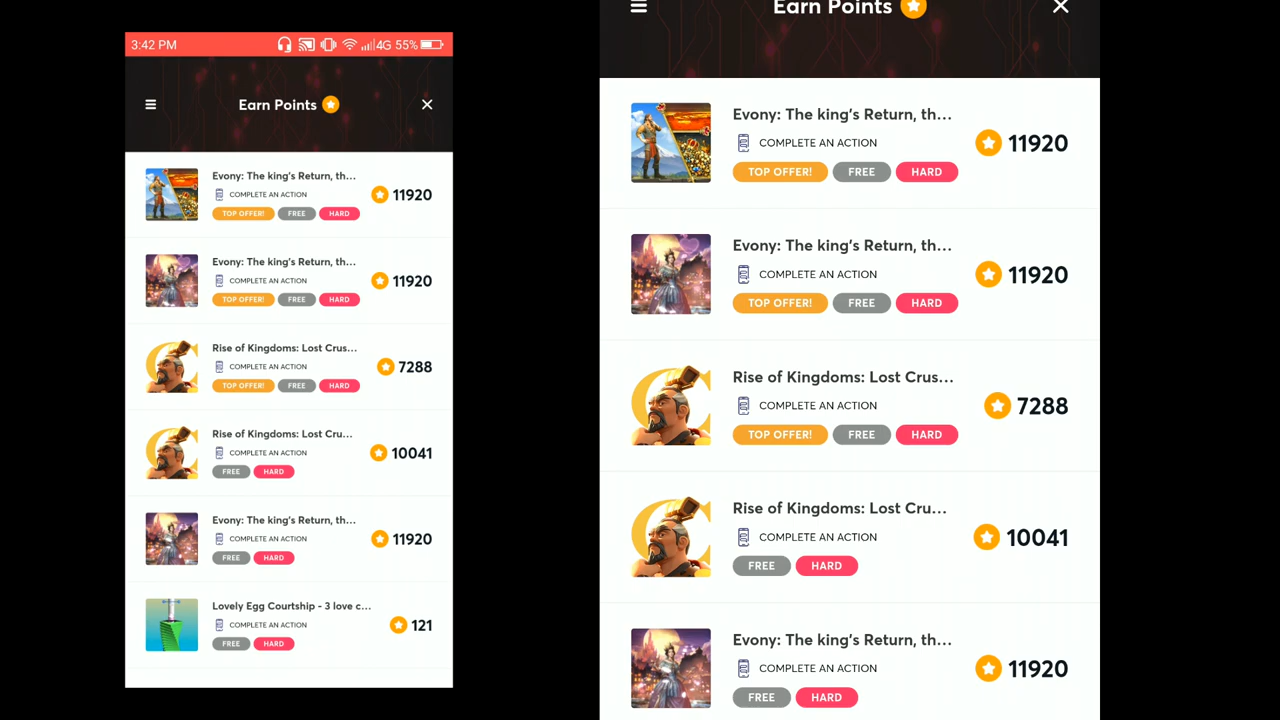 3:42 PM
4G 55%
Earn Points
Evony: The king's Return, th...
COMPLETE AN ACTION
11920
TOP OFFER! FREE HARD
Evony: The king's Return, th...
COMPLETE AN ACTION
11920
TOP OFFER! FREE HARD
Rise of Kingdoms: Lost Crus...
COMPLETE AN ACTION
7288
TOP OFFER! FREE HARD
Rise of Kingdoms: Lost Cru...
COMPLETE AN ACTION
10041
FREE HARD
Evony: The king's Return, th...
COMPLETE AN ACTION
11920
FREE HARD
Lovely Egg Courtship - 3 love c...
COMPLETE AN ACTION
121
FREE HARD
Earn Points
Evony: The king's Return, th...
COMPLETE AN ACTION
11920
TOP OFFER! FREE HARD
Evony: The king's Return, th...
COMPLETE AN ACTION
11920
TOP OFFER! FREE HARD
Rise of Kingdoms: Lost Crus...
COMPLETE AN ACTION
7288
TOP OFFER! FREE HARD
Rise of Kingdoms: Lost Cru...
COMPLETE AN ACTION
10041
FREE HARD
Evony: The king's Return, th...
COMPLETE AN ACTION
11920
FREE HARD